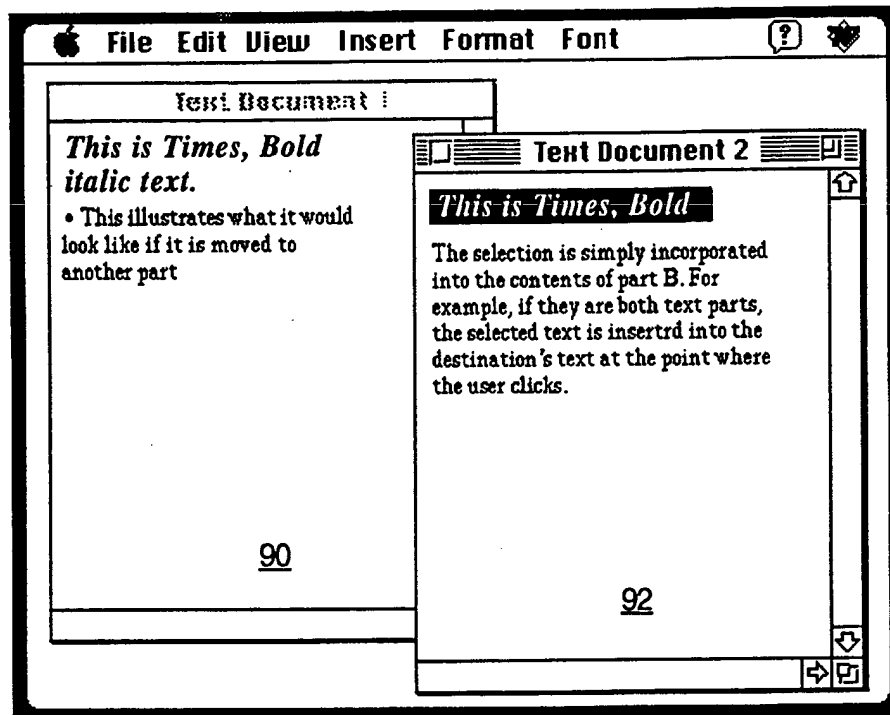 File Edit View Insert Format Font
Text Document 1
This is Times, Bold
italic text.
• This illustrates what it would
look like if it is moved to
another part
90
Text Document 2
This is Times, Bold
The selection is simply incorporated
into the contents of part B. For
example, if they are both text parts,
the selected text is insertrd into the
destination's text at the point where
the user clicks.
92